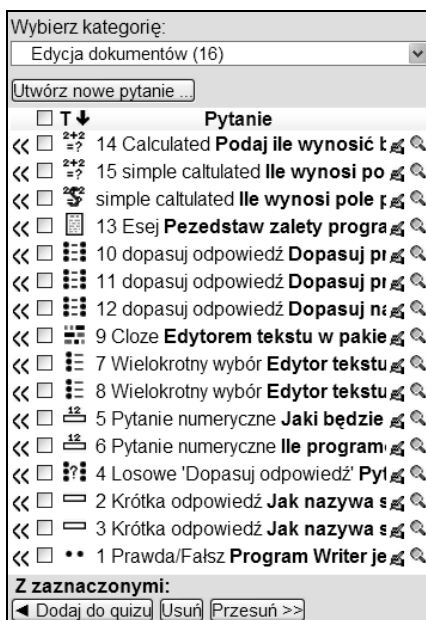 Wybierz kategorię:
Edycja dokumentów (16)
Utwórz nowe pytanie ...
T Pytanie
14 Calculated Podaj ile wynosić
15 simple caltulated Ile wynosi po
simple caltulated Ile wynosi pole
13 Esej Pezedstaw zalety progra
10 dopasuj odpowiedź Dopasuj
11 dopasuj odpowiedź Dopasuj
12 dopasuj odpowiedź Dopasuj
9 Cloze Edytorem tekstu w pakie
7 Wielokrotny wybór Edytor tekstu
8 Wielokrotny wybór Edytor tekstu
5 Pytanie numeryczne Jaki będzie
6 Pytanie numeryczne Ile program
4 Losowe 'Dopasuj odpowiedź' Pyt
2 Krótka odpowiedź Jak nazywa s
3 Krótka odpowiedź Jak nazywa s
1 Prawda/Fałsz Program Writer je
Z zaznaczonymi:
◄ Dodaj do quizu Usuń Przesuń >>